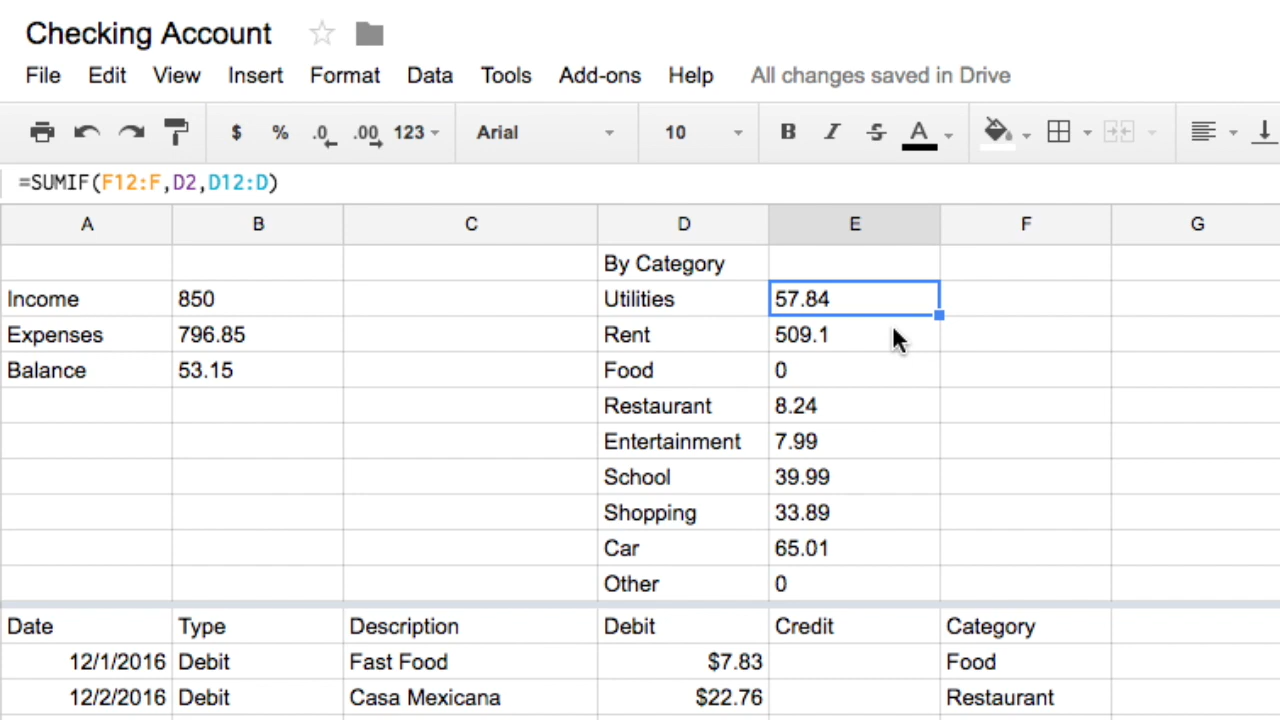 Checking Account
File Edit View Insert Format Data Tools Add-ons Help All changes saved in Drive
$ % .0 .00 123 Arial 10 B I S A
=SUMIF(F12:F,D2,D12:D)
A B C D E F G
By Category
Income 850 Utilities 57.84
Expenses 796.85 Rent 509.1
Balance 53.15 Food 0
Restaurant 8.24
Entertainment 7.99
School 39.99
Shopping 33.89
Car 65.01
Other 0
Date Type Description Debit Credit Category
12/1/2016 Debit Fast Food $7.83 Food
12/2/2016 Debit Casa Mexicana $22.76 Restaurant